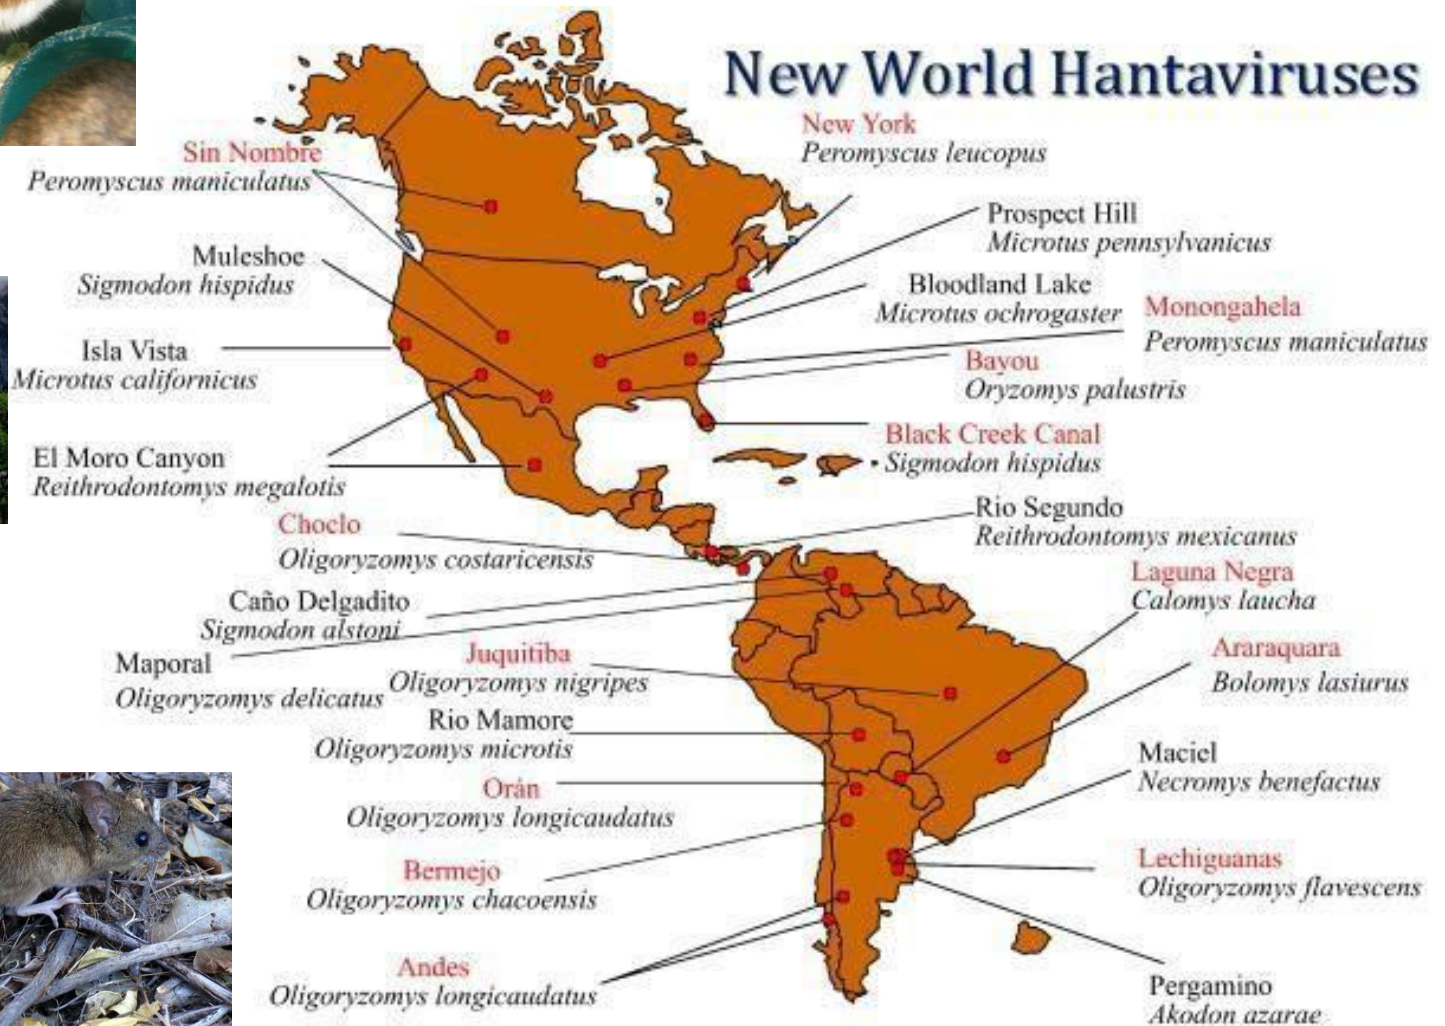 New World Hantaviruses
New York
Peromyscus leucopus
Sin Nombre
Peromyscus maniculatus
Prospect Hill
Microtus pennsylvanicus
Muleshoe
Sigmodon hispidus
Bloodland Lake
Microtus ochrogaster
Monongahela
Peromyscus maniculatus
Isla Vista
Microtus californicus
Bayou
Oryzomys palustris
Black Creek Canal
Sigmodon hispidus
El Moro Canyon
Reithrodontomys megalotis
Rio Segundo
Reithrodontomys mexicanus
Choclo
Oligoryzomys costaricensis
Laguna Negra
Calomys laucha
Caño Delgadito
Sigmodon alstoni
Araraquara
Bolomys lasiurus
Maporal
Oligoryzomys delicatus
Juquitiba
Oligoryzomys nigripes
Rio Mamore
Oligoryzomys microtis
Maciel
Necromys benefactus
Orán
Oligoryzomys longicaudatus
Bermejo
Oligoryzomys chacoensis
Lechiguanas
Oligoryzomys flavescens
Andes
Oligoryzomys longicaudatus
Pergamino
Akodon azarae